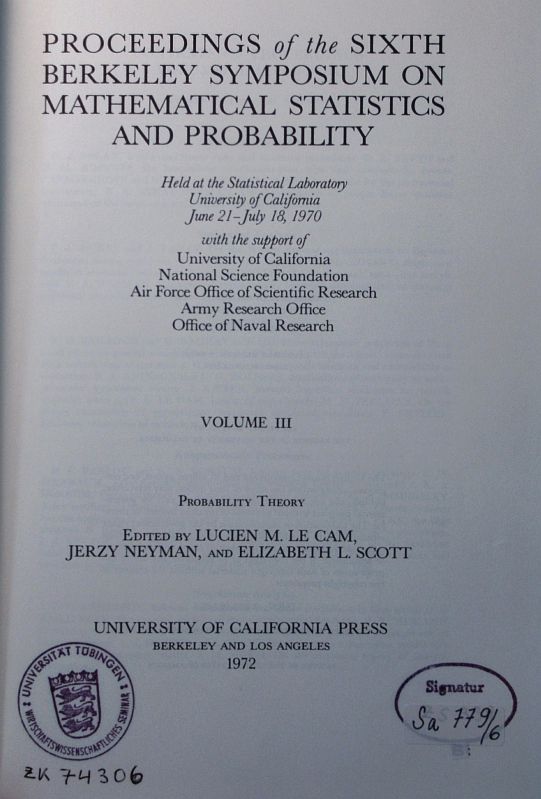 PROCEEDINGS of the SIXTH
BERKELEY SYMPOSIUM ON
MATHEMATICAL STATISTICS
AND PROBABILITY
Held at the Statistical Laboratory
University of California
June 21–July 18, 1970
with the support of
University of California
National Science Foundation
Air Force Office of Scientific Research
Army Research Office
Office of Naval Research
VOLUME III
PROBABILITY THEORY
EDITED BY LUCIEN M. LE CAM,
JERZY NEYMAN, AND ELIZABETH L. SCOTT
UNIVERSITY OF CALIFORNIA PRESS
BERKELEY AND LOS ANGELES
1972
UNIVERSITÄT TÜBINGEN
WIRTSCHAFTSWISSENSCHAFTLICHES SEMINAR
Signatur
Sa 779/6
ZK 74306